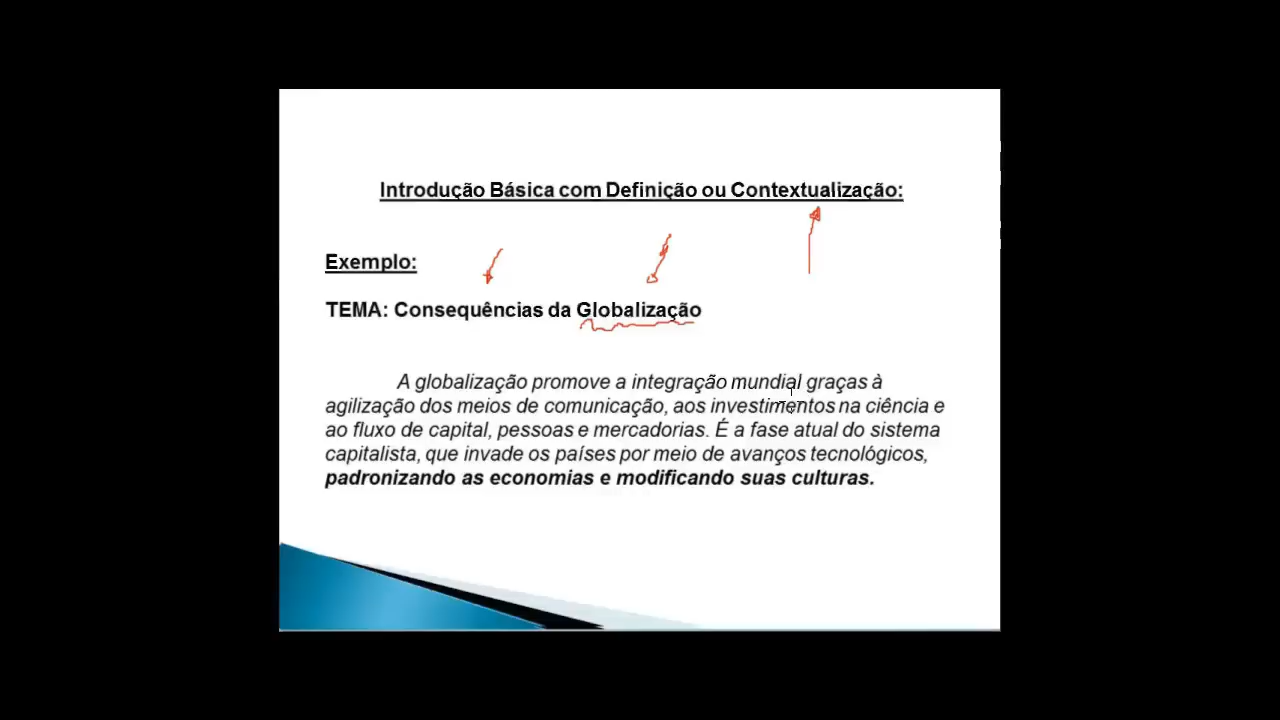 Introdução Básica com Definição ou Contextualização:
Exemplo:
TEMA: Consequências da Globalização
A globalização promove a integração mundial graças à
agilização dos meios de comunicação, aos investimentos na ciência e
ao fluxo de capital, pessoas e mercadorias. É a fase atual do sistema
capitalista, que invade os países por meio de avanços tecnológicos,
padronizando as economias e modificando suas culturas.